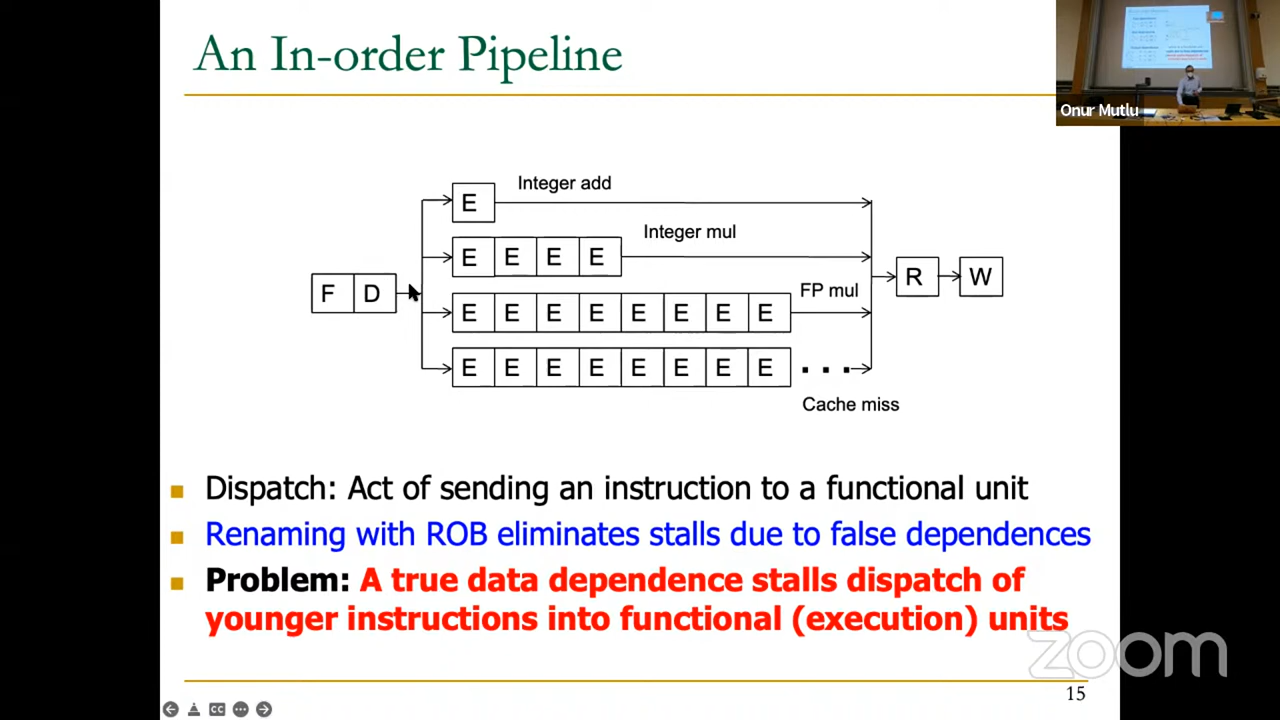 An In-order Pipeline
Onur Mutlu
E
Integer add
E E E E
Integer mul
F D
R
W
E E E E E E E E
FP mul
E E E E E E E E . . .
Cache miss
Dispatch: Act of sending an instruction to a functional unit
Renaming with ROB eliminates stalls due to false dependences
Problem: A true data dependence stalls dispatch of
younger instructions into functional (execution) units
zoom
15
CC